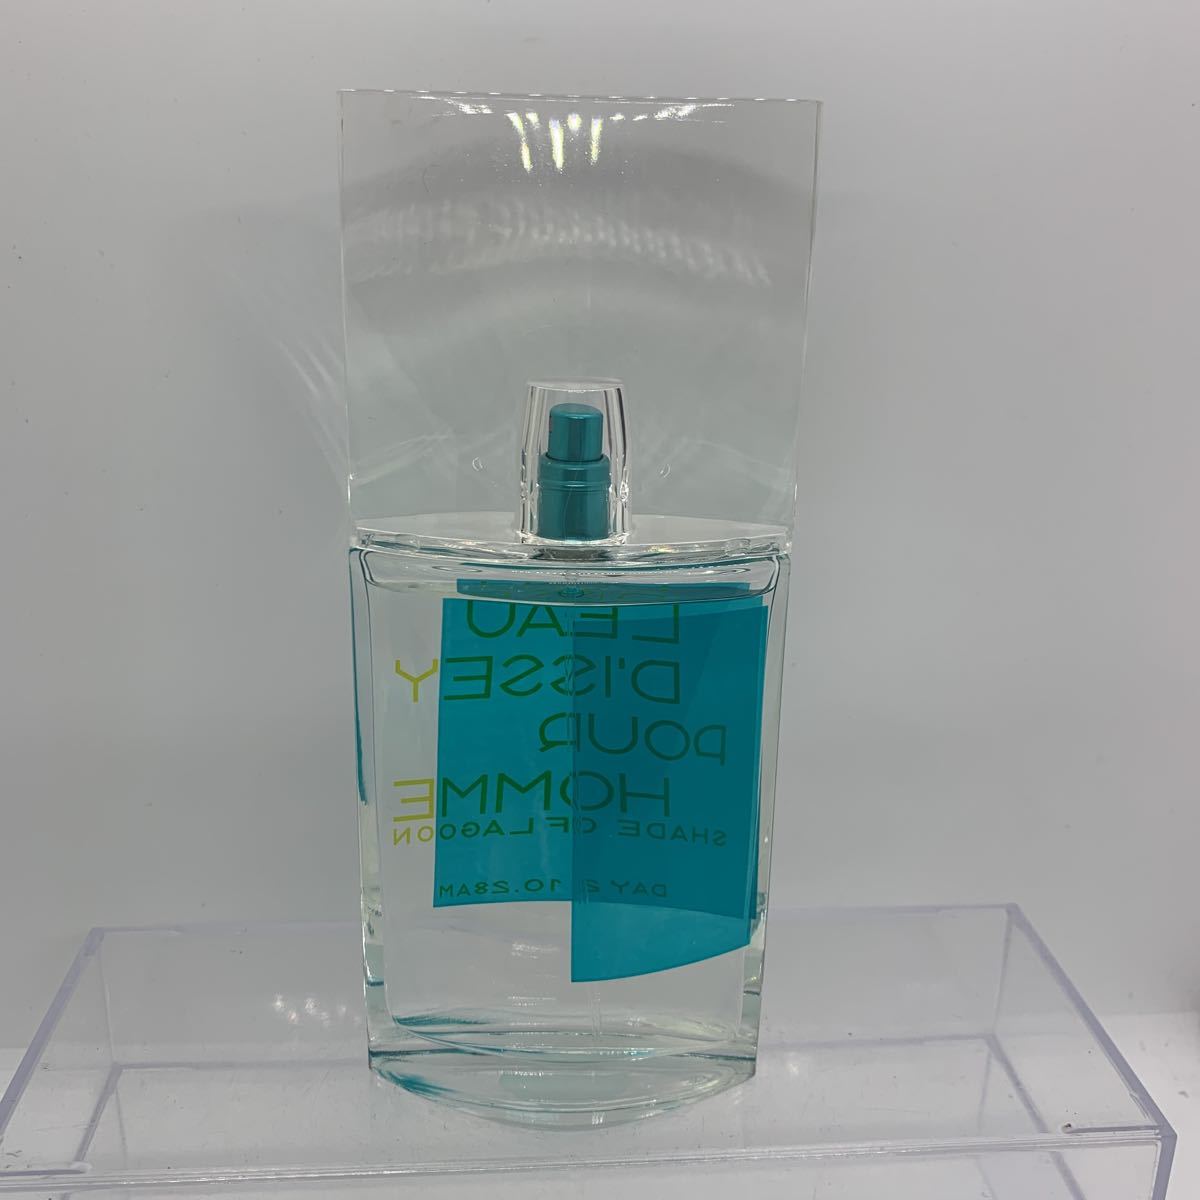 L'EAU
D'ISSEY
POUR
HOMME
SHADE OF LAGOON
DAY 2, 10.28AM